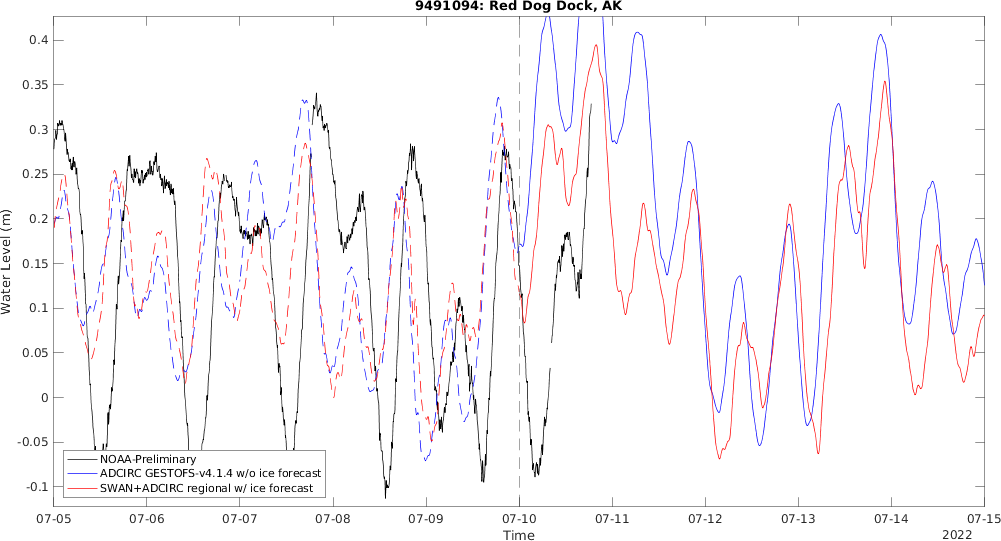 9491094: Red Dog Dock, AK
0.4
0.35
0.3
0.25
0.2
0.15
0.1
0.05
0
-0.05
-0.1
Water Level (m)
NOAA-Preliminary
ADCIRC GESTOFS-v4.1.4 w/o ice forecast
SWAN+ADCIRC regional w/ ice forecast
07-05 07-06 07-07 07-08 07-09 07-10 07-11 07-12 07-13 07-14 07-15
Time
2022